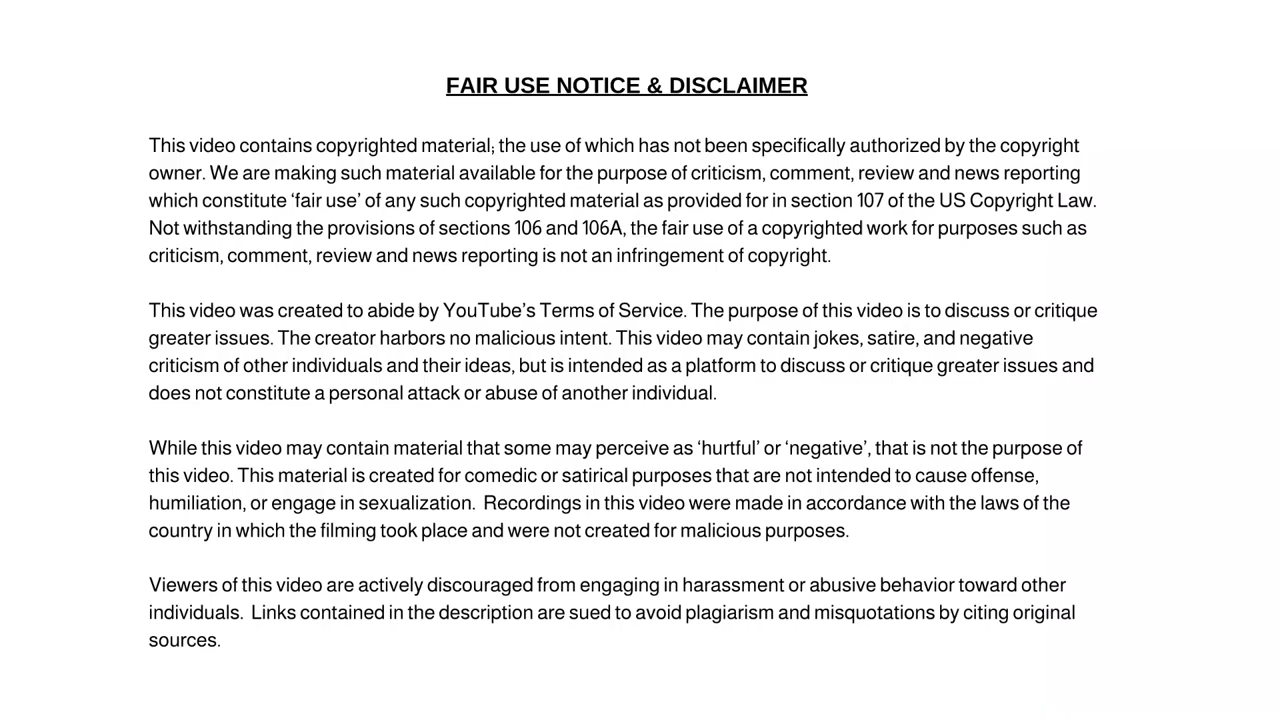 FAIR USE NOTICE & DISCLAIMER
This video contains copyrighted material; the use of which has not been specifically authorized by the copyright
owner. We are making such material available for the purpose of criticism, comment, review and news reporting
which constitute ‘fair use’ of any such copyrighted material as provided for in section 107 of the US Copyright Law.
Not withstanding the provisions of sections 106 and 106A, the fair use of a copyrighted work for purposes such as
criticism, comment, review and news reporting is not an infringement of copyright.
This video was created to abide by YouTube’s Terms of Service. The purpose of this video is to discuss or critique
greater issues. The creator harbors no malicious intent. This video may contain jokes, satire, and negative
criticism of other individuals and their ideas, but is intended as a platform to discuss or critique greater issues and
does not constitute a personal attack or abuse of another individual.
While this video may contain material that some may perceive as ‘hurtful’ or ‘negative’, that is not the purpose of
this video. This material is created for comedic or satirical purposes that are not intended to cause offense,
humiliation, or engage in sexualization.  Recordings in this video were made in accordance with the laws of the
country in which the filming took place and were not created for malicious purposes.
Viewers of this video are actively discouraged from engaging in harassment or abusive behavior toward other
individuals.  Links contained in the description are sued to avoid plagiarism and misquotations by citing original
sources.